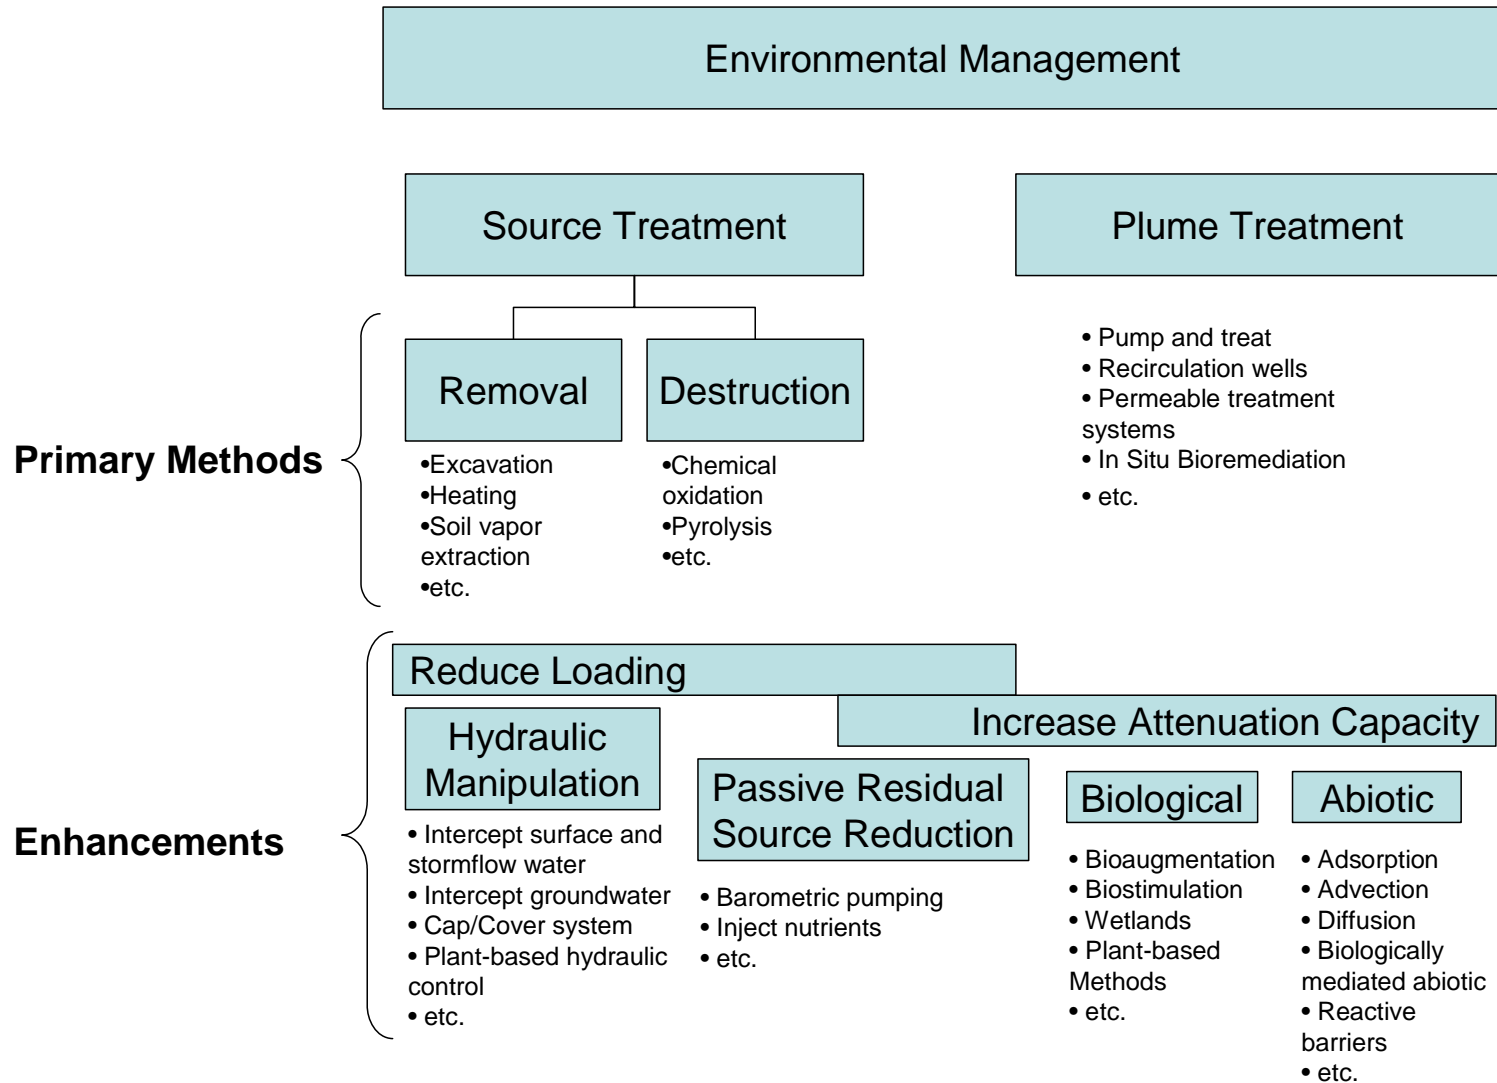 Environmental Management
Source Treatment
Plume Treatment
Primary Methods
Removal
•Excavation
•Heating
•Soil vapor
extraction
•etc.
Destruction
•Chemical
oxidation
•Pyrolysis
•etc.
• Pump and treat
• Recirculation wells
• Permeable treatment
systems
• In Situ Bioremediation
• etc.
Enhancements
Reduce Loading
Increase Attenuation Capacity
Hydraulic
Manipulation
• Intercept surface and
stormflow water
• Intercept groundwater
• Cap/Cover system
• Plant-based hydraulic
control
• etc.
Passive Residual
Source Reduction
• Barometric pumping
• Inject nutrients
• etc.
Biological
• Bioaugmentation
• Biostimulation
• Wetlands
• Plant-based
Methods
• etc.
Abiotic
• Adsorption
• Advection
• Diffusion
• Biologically
mediated abiotic
• Reactive
barriers
• etc.